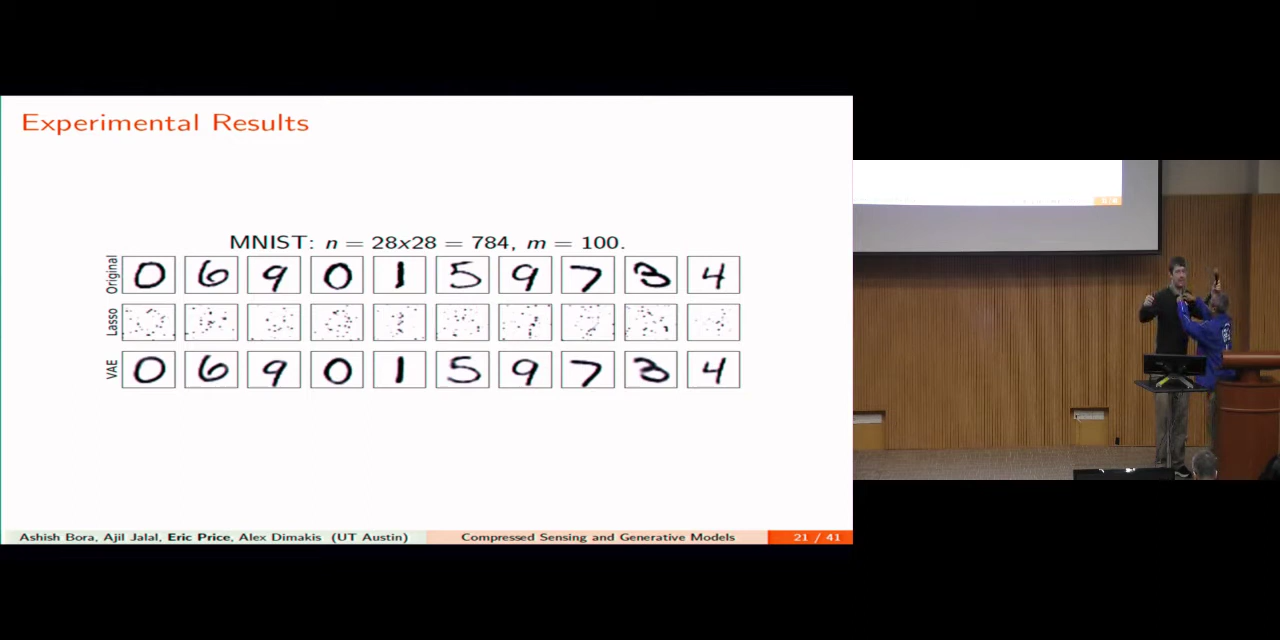 Experimental Results
MNIST: n = 28x28 = 784, m = 100.
Original 0 6 9 0 1 5 9 7 3 4
Lasso
VAE 0 6 9 0 1 5 9 7 3 4
Ashish Bora, Ajil Jalal, Eric Price, Alex Dimakis (UT Austin) Compressed Sensing and Generative Models 21 / 41